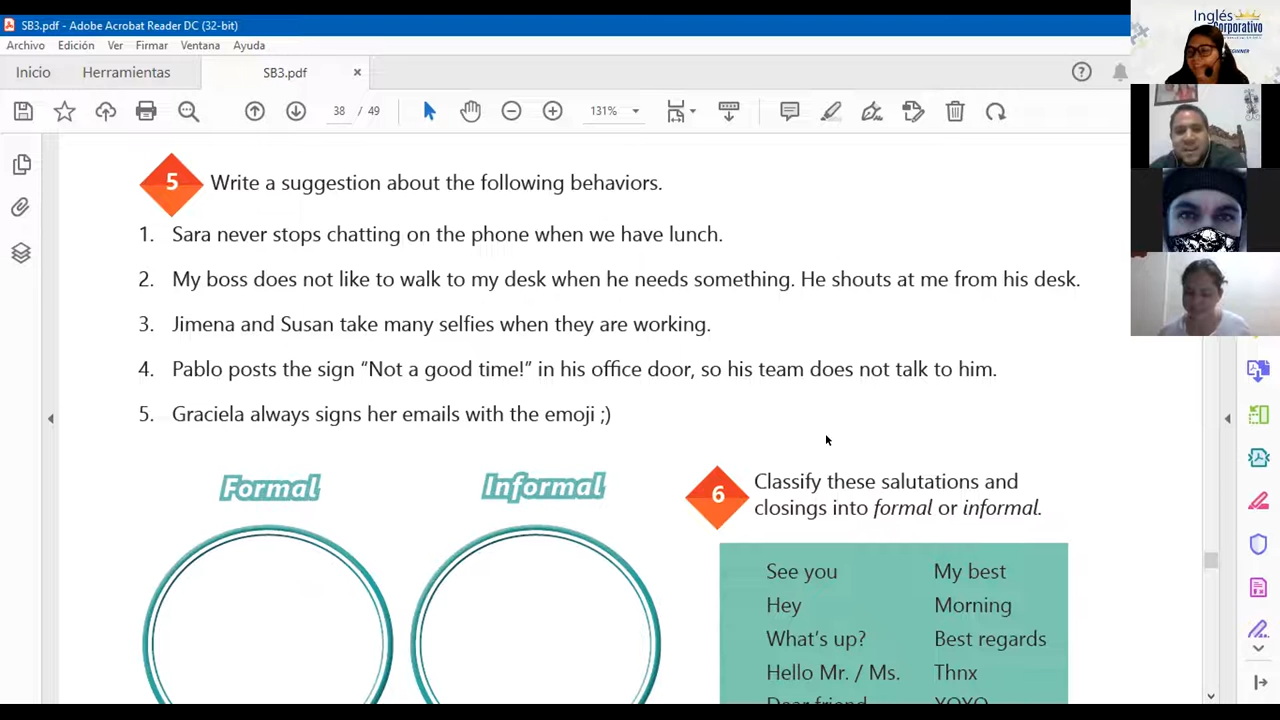 SB3.pdf - Adobe Acrobat Reader DC (32-bit)
Archivo Edición Ver Firmar Ventana Ayuda
Inicio Herramientas SB3.pdf ×
38 / 49 131%
Inglés
Corporativo
5 Write a suggestion about the following behaviors.
1. Sara never stops chatting on the phone when we have lunch.
2. My boss does not like to walk to my desk when he needs something. He shouts at me from his desk.
3. Jimena and Susan take many selfies when they are working.
4. Pablo posts the sign “Not a good time!” in his office door, so his team does not talk to him.
5. Graciela always signs her emails with the emoji ;)
Formal Informal
6 Classify these salutations and
closings into formal or informal.
See you My best
Hey Morning
What's up? Best regards
Hello Mr. / Ms. Thnx
Dear friend XOXO